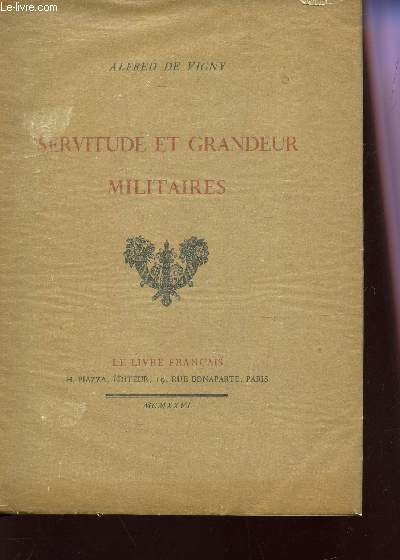 Le-livre.com
ALFRED DE VIGNY
SERVITUDE ET GRANDEUR
MILITAIRES
LE LIVRE FRANÇAIS
H. PIAZZA, ÉDITEUR, 19, RUE BONAPARTE, PARIS
MCMXXVI